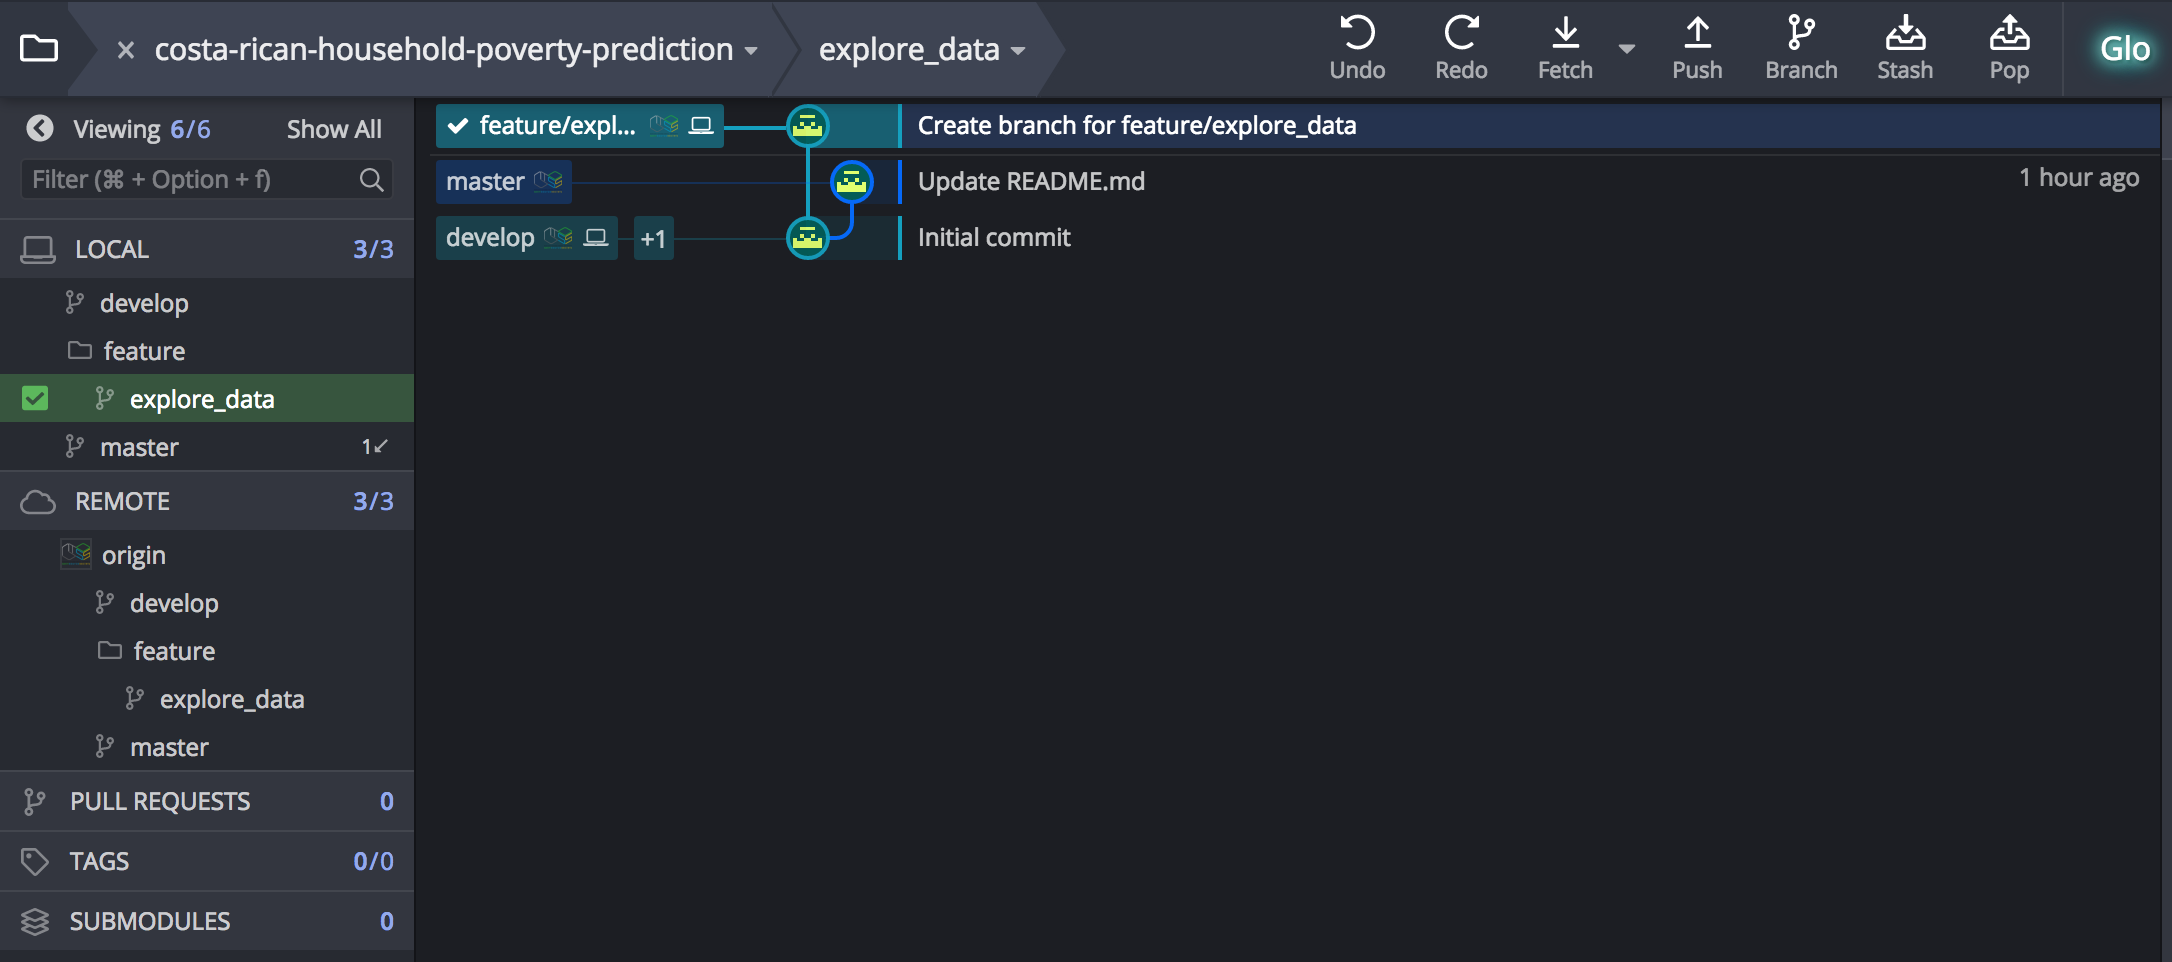 costa-rican-household-poverty-prediction
explore_data
Undo
Redo
Fetch
Push
Branch
Stash
Pop
Glo
Viewing 6/6
Show All
Filter (⌘ + Option + f)
LOCAL 3/3
develop
feature
explore_data
master 1↙
REMOTE 3/3
origin
develop
feature
explore_data
master
PULL REQUESTS 0
TAGS 0/0
SUBMODULES 0
feature/expl...
Create branch for feature/explore_data
master
Update README.md
1 hour ago
develop
+1
Initial commit